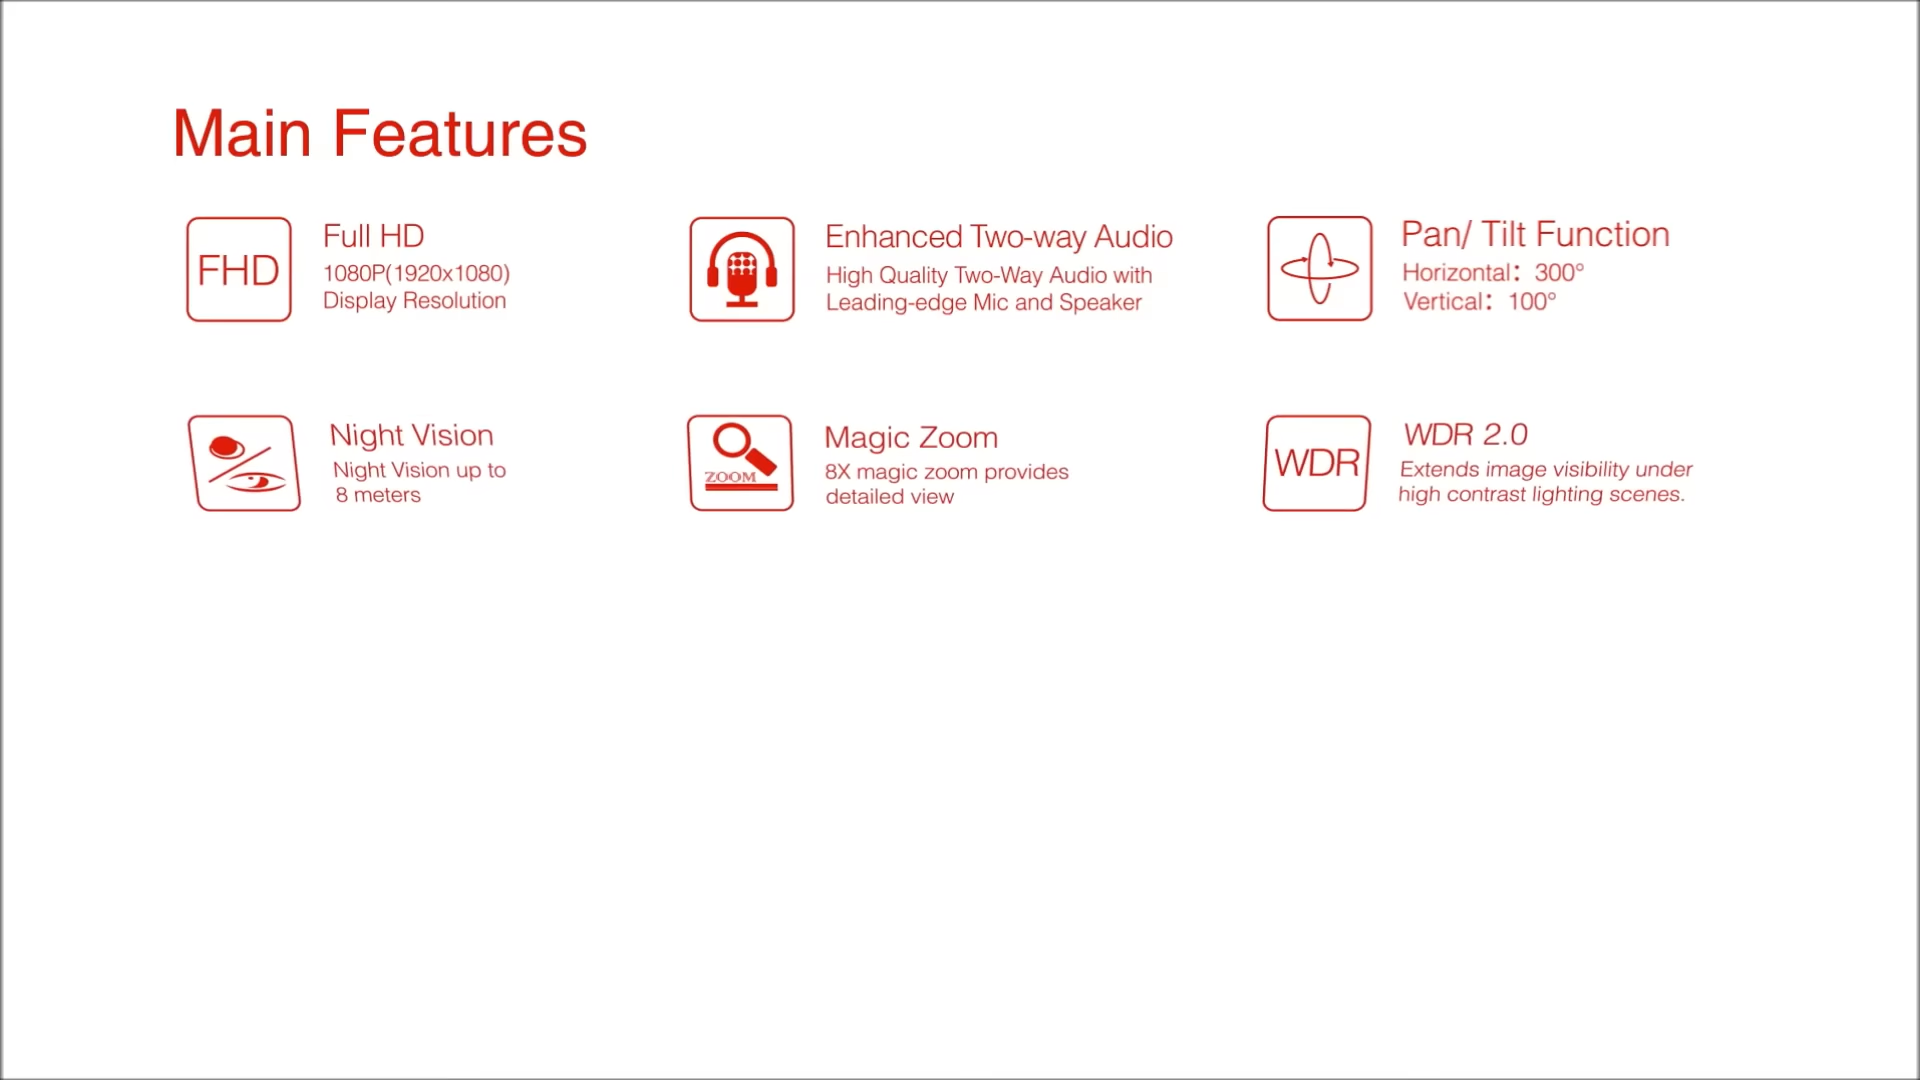 Main Features
FHD
Full HD
1080P(1920x1080)
Display Resolution
Enhanced Two-way Audio
High Quality Two-Way Audio with
Leading-edge Mic and Speaker
Pan/ Tilt Function
Horizontal：300°
Vertical：100°
Night Vision
Night Vision up to
8 meters
ZOOM
Magic Zoom
8X magic zoom provides
detailed view
WDR
WDR 2.0
Extends image visibility under
high contrast lighting scenes.